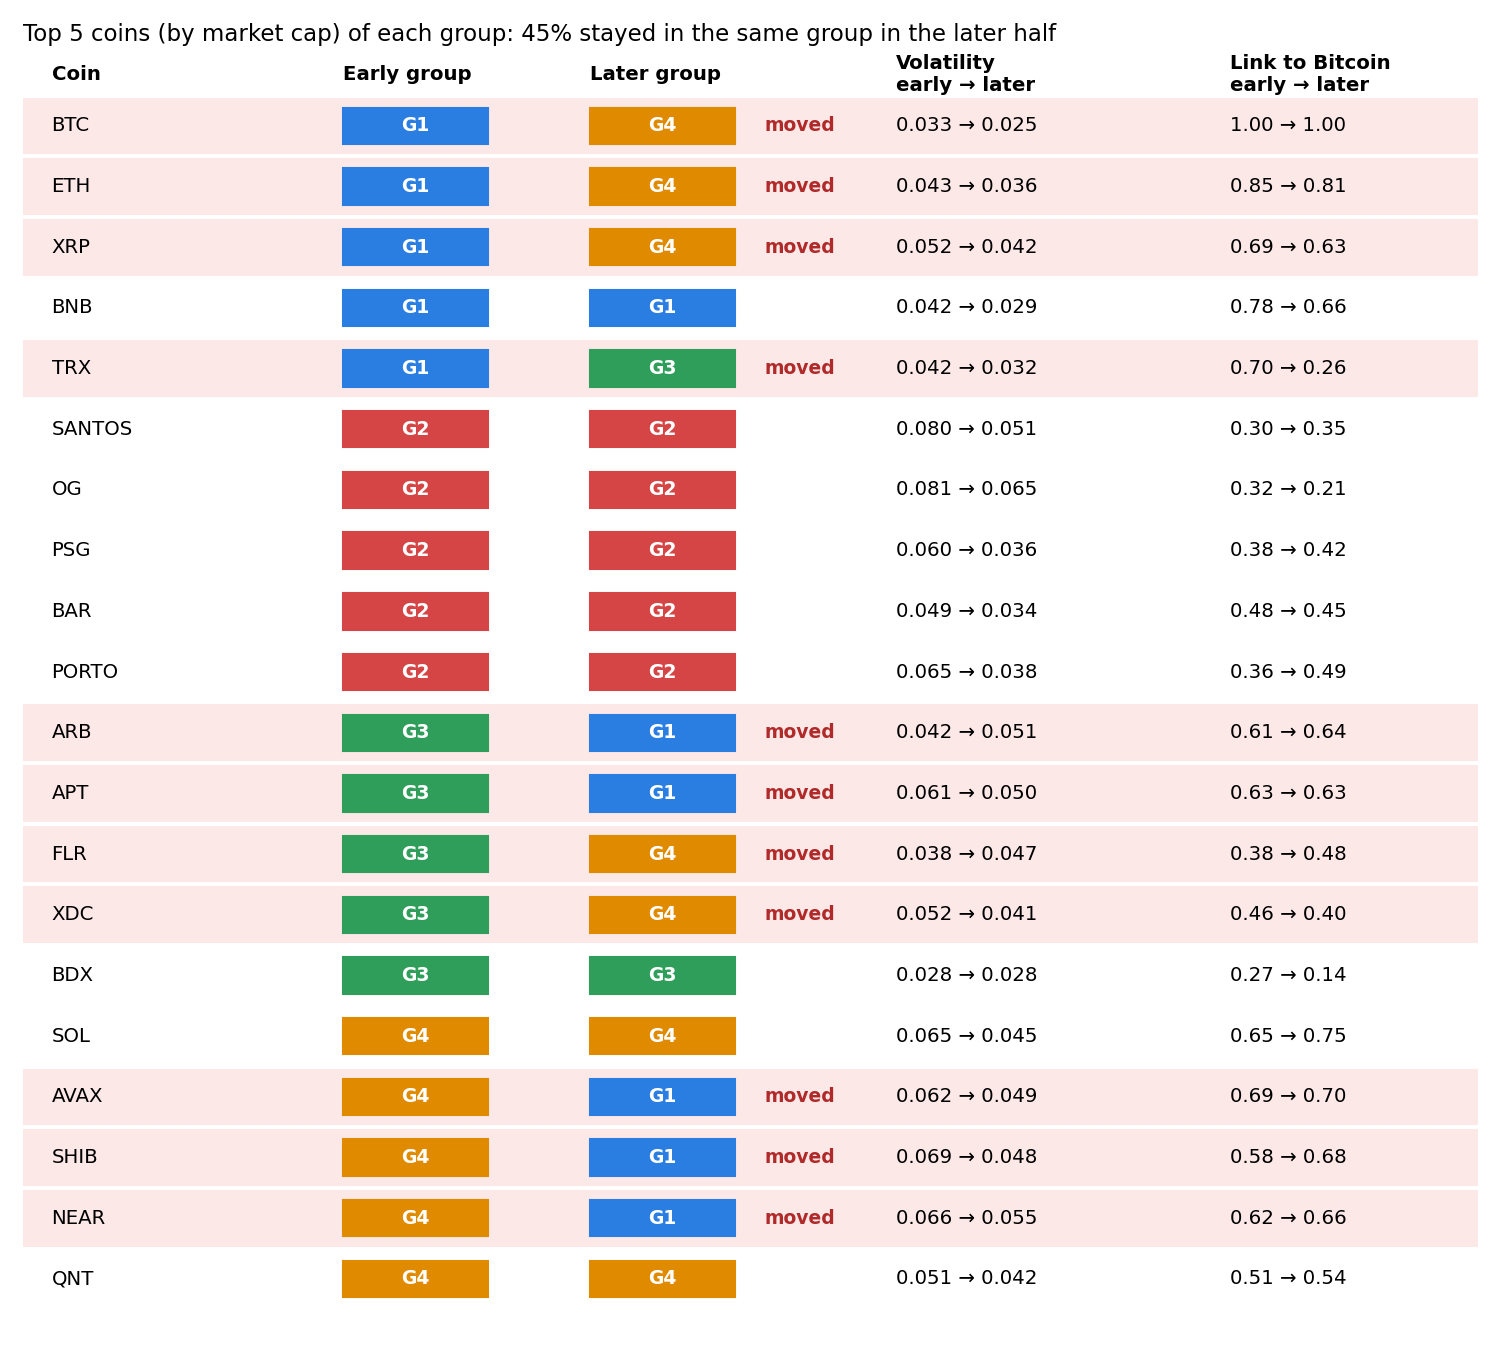 Top 5 coins (by market cap) of each group: 45% stayed in the same group in the later half
Coin Early group Later group Volatility early → later Link to Bitcoin early → later
BTC G1 G4 moved 0.033 → 0.025 1.00 → 1.00
ETH G1 G4 moved 0.043 → 0.036 0.85 → 0.81
XRP G1 G4 moved 0.052 → 0.042 0.69 → 0.63
BNB G1 G1 0.042 → 0.029 0.78 → 0.66
TRX G1 G3 moved 0.042 → 0.032 0.70 → 0.26
SANTOS G2 G2 0.080 → 0.051 0.30 → 0.35
OG G2 G2 0.081 → 0.065 0.32 → 0.21
PSG G2 G2 0.060 → 0.036 0.38 → 0.42
BAR G2 G2 0.049 → 0.034 0.48 → 0.45
PORTO G2 G2 0.065 → 0.038 0.36 → 0.49
ARB G3 G1 moved 0.042 → 0.051 0.61 → 0.64
APT G3 G1 moved 0.061 → 0.050 0.63 → 0.63
FLR G3 G4 moved 0.038 → 0.047 0.38 → 0.48
XDC G3 G4 moved 0.052 → 0.041 0.46 → 0.40
BDX G3 G3 0.028 → 0.028 0.27 → 0.14
SOL G4 G4 0.065 → 0.045 0.65 → 0.75
AVAX G4 G1 moved 0.062 → 0.049 0.69 → 0.70
SHIB G4 G1 moved 0.069 → 0.048 0.58 → 0.68
NEAR G4 G1 moved 0.066 → 0.055 0.62 → 0.66
QNT G4 G4 0.051 → 0.042 0.51 → 0.54